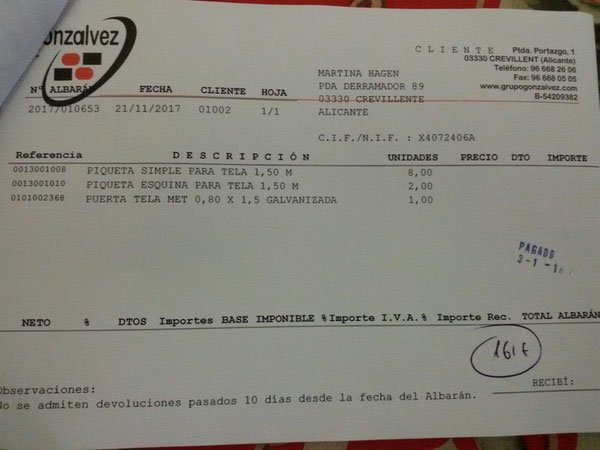 onzalvez
CLIENTE
Ptda. Portazgo, 1
03330 CREVILLENT (Alicante)
Teléfono: 96 668 26 06
Fax: 96 668 05 05
www.grupogonzalvez.com
B-54209382
MARTINA HAGEN
PDA DERRAMADOR 89
03330 CREVILLENTE
ALICANTE
Nº ALBARÁN FECHA CLIENTE HOJA
2017/010653 21/11/2017 01002 1/1
C.I.F./N.I.F. : X4072406A
Referencia DESCRIPCIÓN UNIDADES PRECIO DTO IMPORTE
0013001008 PIQUETA SIMPLE PARA TELA 1,50 M 8,00
0013001010 PIQUETA ESQUINA PARA TELA 1,50 M 2,00
0101002368 PUERTA TELA MET 0,80 X 1,5 GALVANIZADA 1,00
PAGADO
3-1-18
NETO % DTOS Importes BASE IMPONIBLE % Importe I.V.A. % Importe Rec. TOTAL ALBARÁN
161€
RECIBÍ:
Observaciones:
No se admiten devoluciones pasados 10 días desde la fecha del Albarán.